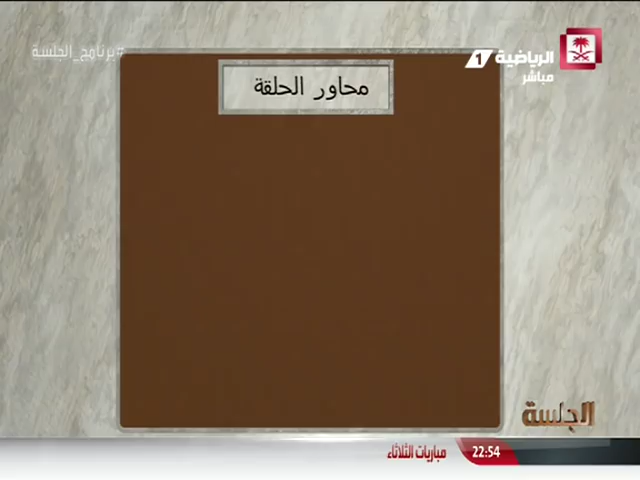 #برنامج_الجلسة
الرياضية 1
مباشر
محاور الحلقة
الجلسة
22:54 مباريات الثلاثاء